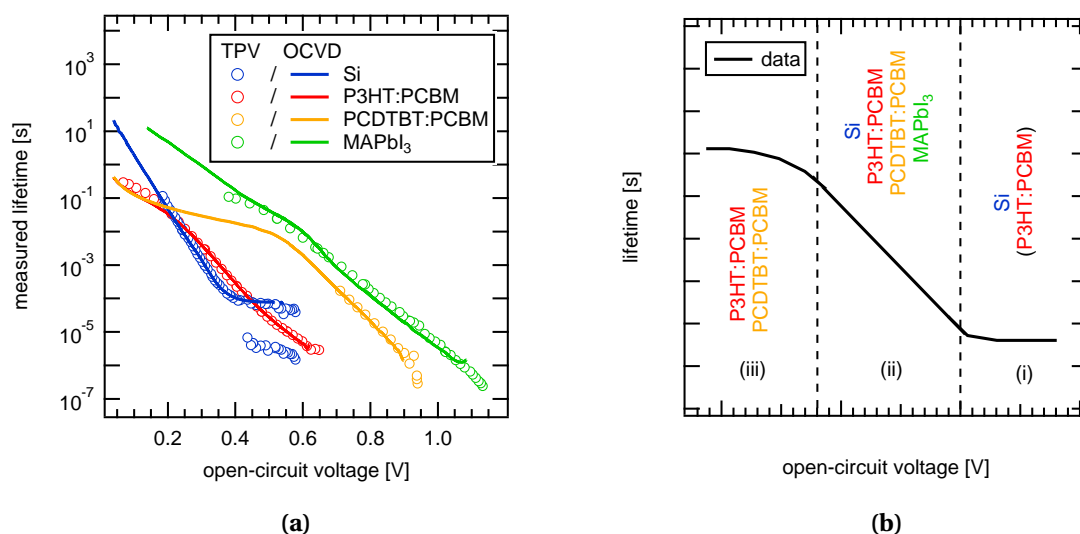 TPV OCVD
/ Si
/ P3HT:PCBM
/ PCDTBT:PCBM
/ MAPbI3
measured lifetime [s]
10^3
10^1
10^-1
10^-3
10^-5
10^-7
0.2 0.4 0.6 0.8 1.0
open-circuit voltage [V]
(a)
data
lifetime [s]
P3HT:PCBM
PCDTBT:PCBM
Si
P3HT:PCBM
PCDTBT:PCBM
MAPbI3
Si
(P3HT:PCBM)
(iii) (ii) (i)
open-circuit voltage [V]
(b)